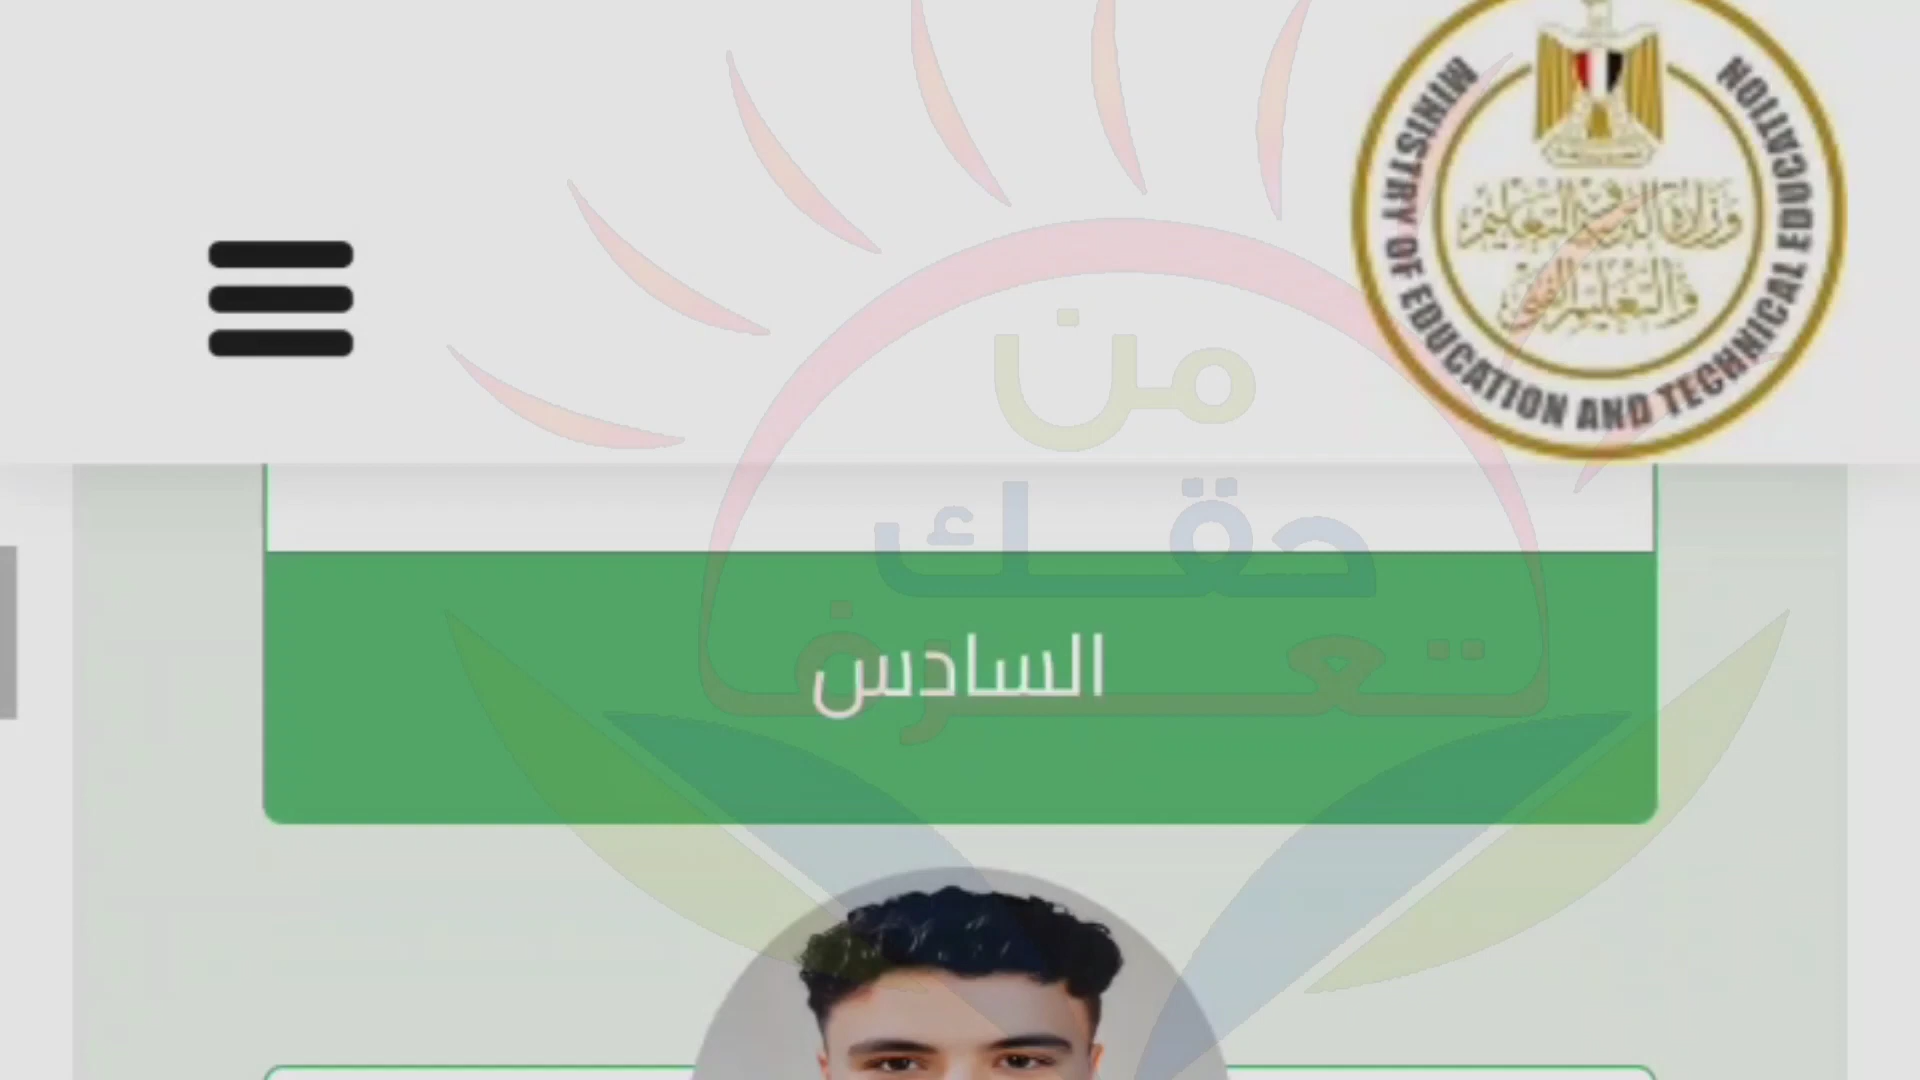 MINISTRY OF EDUCATION AND TECHNICAL EDUCATION
وزارة التربية والتعليم
والتعليم الفني
من
حقك
تعرف
السادس